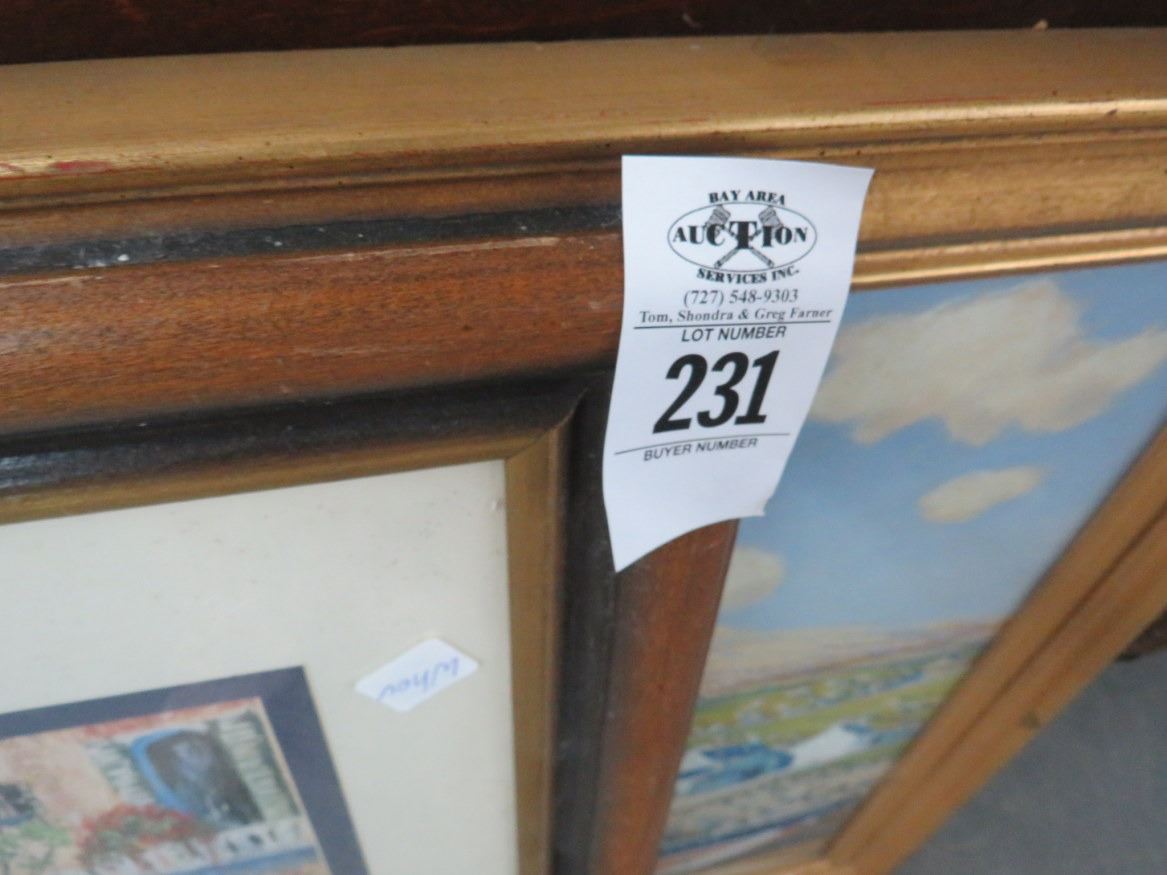 BAY AREA
AUCTION
SERVICES INC.
(727) 548-9303
Tom, Shondra & Greg Farner
LOT NUMBER
231
BUYER NUMBER